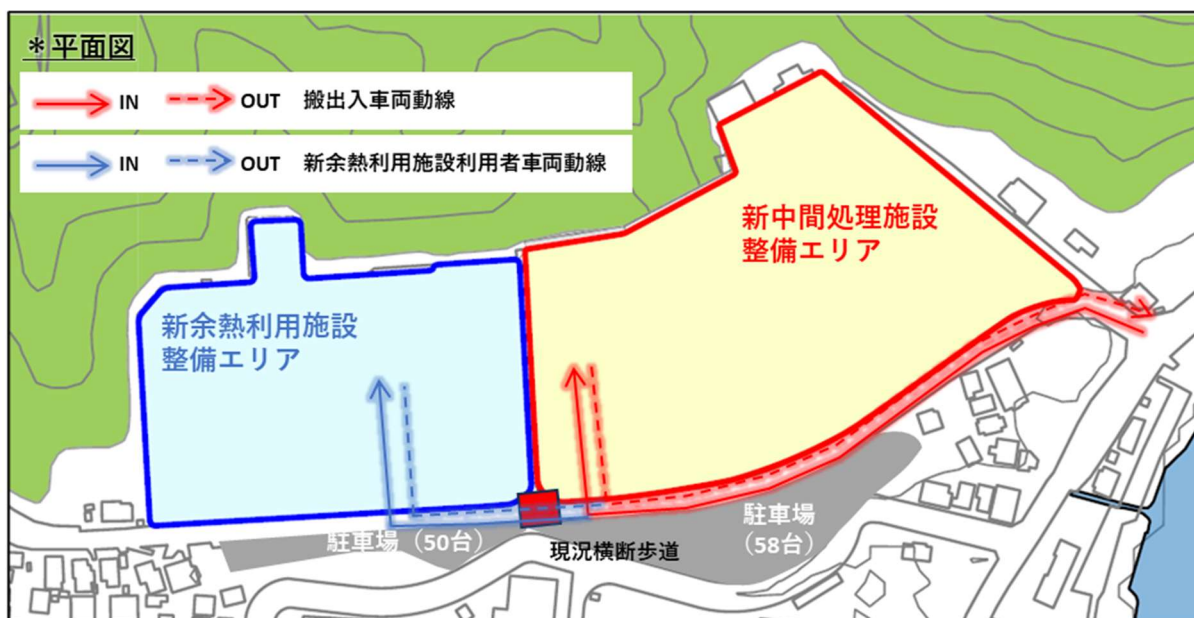 ＊平面図
IN OUT 搬出入車両動線
IN OUT 新余熱利用施設利用者車両動線
新中間処理施設
整備エリア
新余熱利用施設
整備エリア
駐車場（50台）
現況横断歩道
駐車場
（58台）